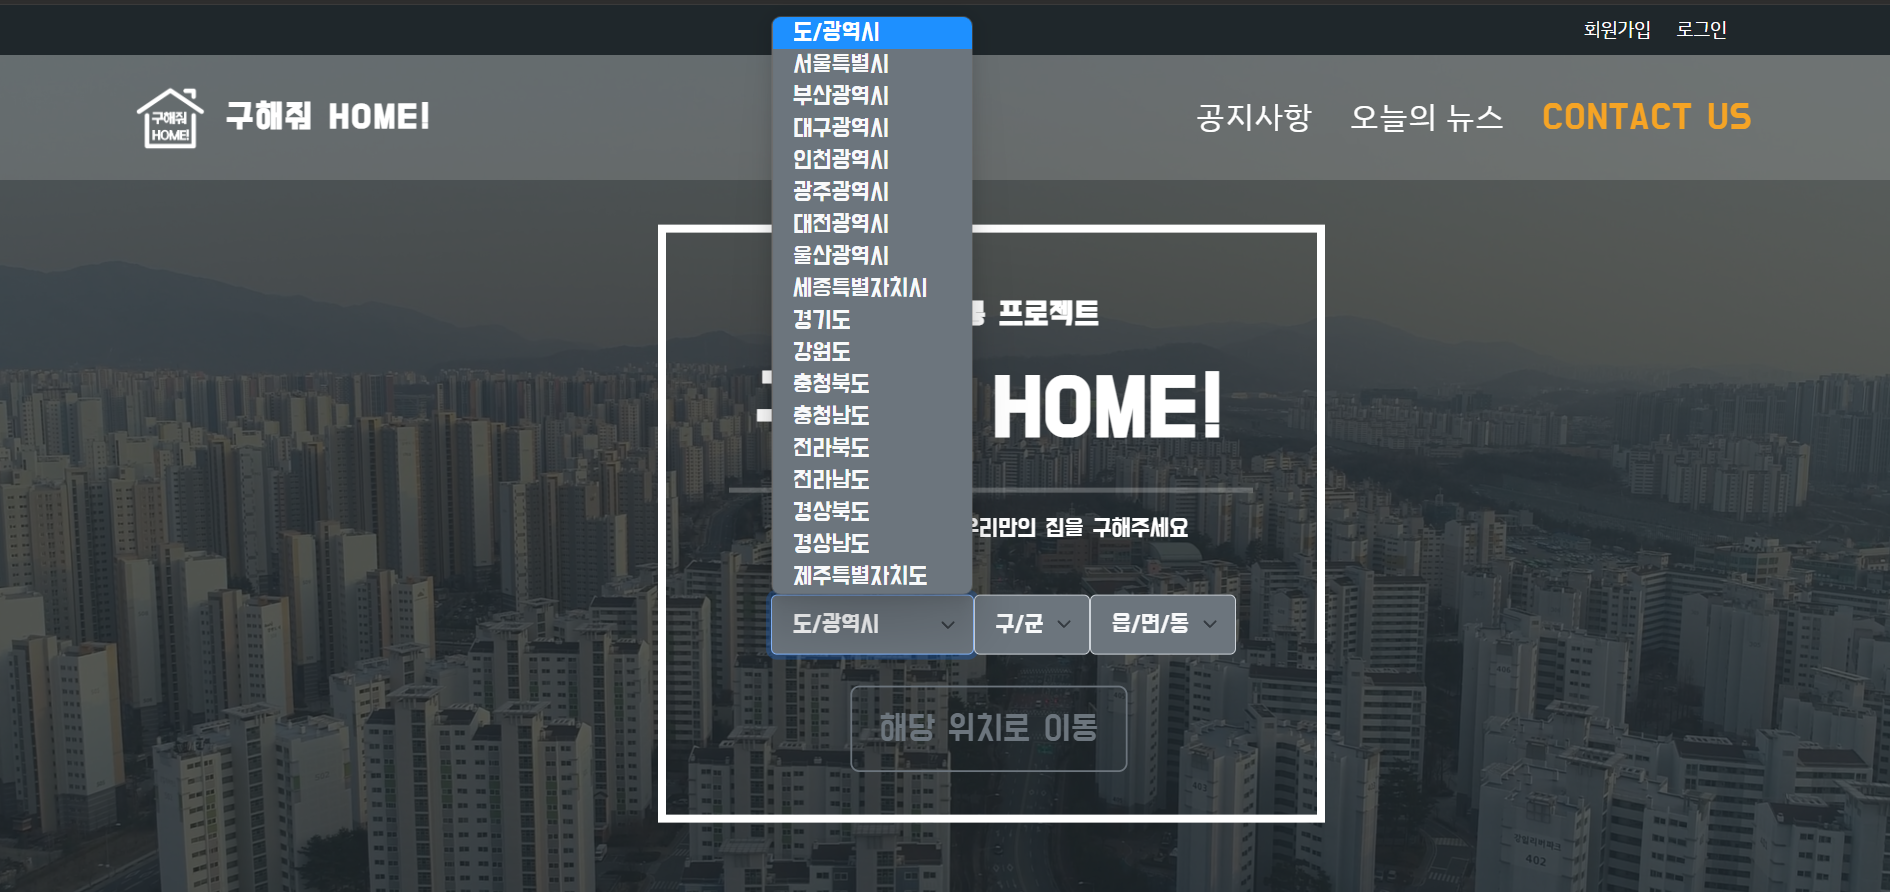 회원가입 로그인
구해줘
HOME!
구해줘 HOME!
공지사항 오늘의 뉴스 CONTACT US
도/광역시
서울특별시
부산광역시
대구광역시
인천광역시
광주광역시
대전광역시
울산광역시
세종특별자치시
경기도
강원도
충청북도
충청남도
전라북도
전라남도
경상북도
경상남도
제주특별자치도
프로젝트
HOME!
우리만의 집을 구해주세요
도/광역시 구/군 읍/면/동
해당 위치로 이동
402